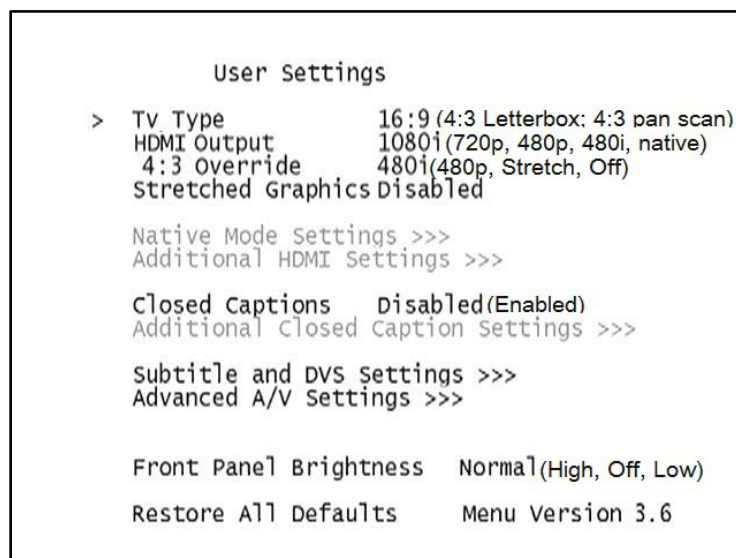 User Settings
> TV Type 16:9 (4:3 Letterbox; 4:3 pan scan)
HDMI Output 1080i (720p, 480p, 480i, native)
4:3 Override 480i (480p, Stretch, Off)
Stretched Graphics Disabled
Native Mode Settings >>>
Additional HDMI Settings >>>
Closed Captions Disabled (Enabled)
Additional Closed Caption Settings >>>
Subtitle and DVS Settings >>>
Advanced A/V Settings >>>
Front Panel Brightness Normal (High, Off, Low)
Restore All Defaults Menu Version 3.6